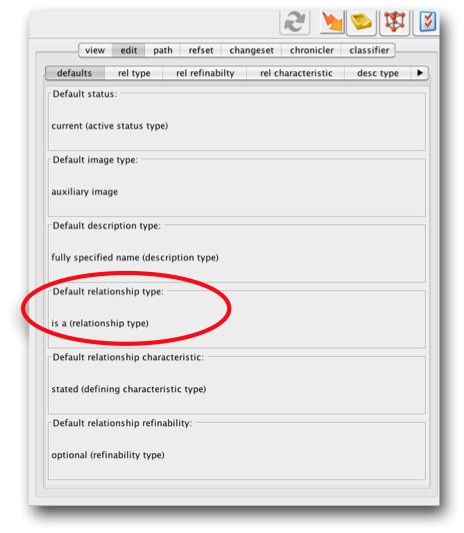 view edit path refset changeset chronicler classifier
defaults rel type rel refinabilty rel characteristic desc type
Default status:
current (active status type)
Default image type:
auxiliary image
Default description type:
fully specified name (description type)
Default relationship type:
is a (relationship type)
Default relationship characteristic:
stated (defining characteristic type)
Default relationship refinability:
optional (refinability type)